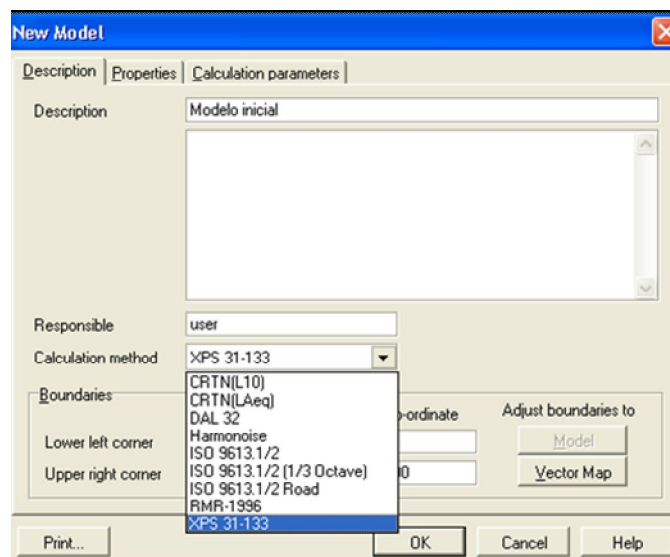 New Model
Description Properties Calculation parameters
Description Modelo inicial
Responsible user
Calculation method XPS 31-133
CRTN(L10)
CRTN(LAeq)
DAL 32
Harmonoise
ISO 9613.1/2
ISO 9613.1/2 (1/3 Octave)
ISO 9613.1/2 Road
RMR-1996
XPS 31-133
Boundaries
o-ordinate
Adjust boundaries to
Lower left corner
Model
Upper right corner
Vector Map
Print... OK Cancel Help